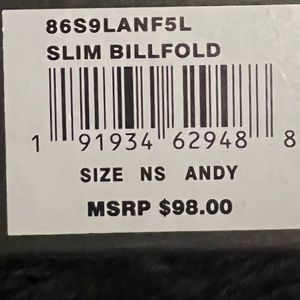 86S9LANF5L
SLIM BILLFOLD
1 91934 62948 8
SIZE NS ANDY
MSRP $98.00